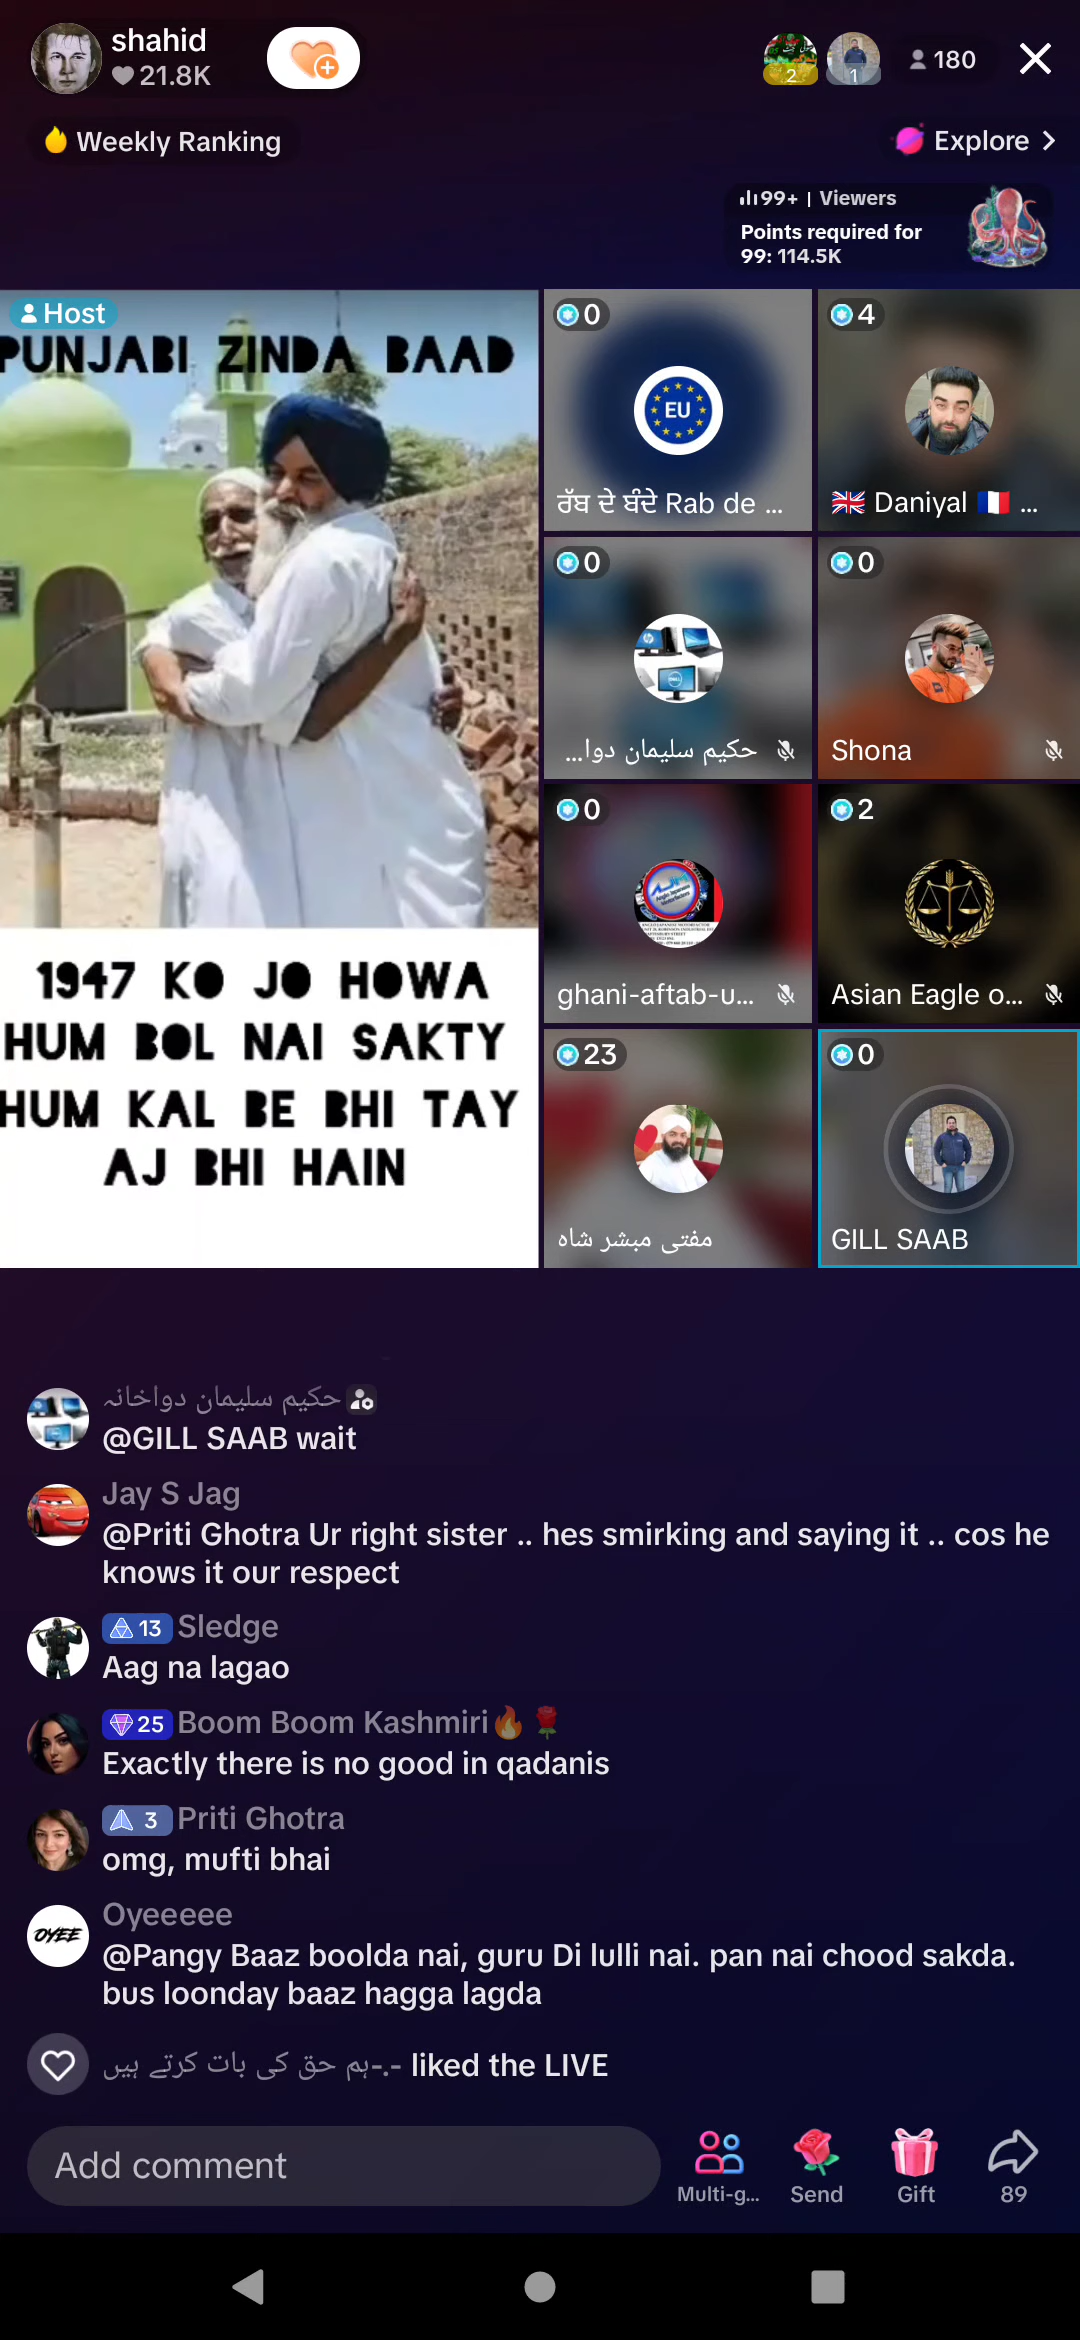 shahid
21.8K
2
1
180
Weekly Ranking
Explore
99+ | Viewers
Points required for
99: 114.5K
Host
PUNJABI ZINDA BAAD
1947 KO JO HOWA
HUM BOL NAI SAKTY
HUM KAL BE BHI TAY
AJ BHI HAIN
0
EU
ਰੱਬ ਦੇ ਬੰਦੇ Rab de ...
4
🇬🇧 Daniyal 🇫🇷 ...
0
حکیم سلیمان دوا...
0
Shona
0
ghani-aftab-u...
2
Asian Eagle o...
23
مفتی مبشر شاہ
0
GILL SAAB
حکیم سلیمان دواخانہ
@GILL SAAB wait
Jay S Jag
@Priti Ghotra Ur right sister .. hes smirking and saying it .. cos he
knows it our respect
13 Sledge
Aag na lagao
25 Boom Boom Kashmiri🔥🌹
Exactly there is no good in qadanis
3 Priti Ghotra
omg, mufti bhai
OYEE
Oyeeeee
@Pangy Baaz boolda nai, guru Di lulli nai. pan nai chood sakda.
bus loonday baaz hagga lagda
ہم حق کی بات کرتے ہیں-.- liked the LIVE
Add comment
Multi-g...
Send
Gift
89